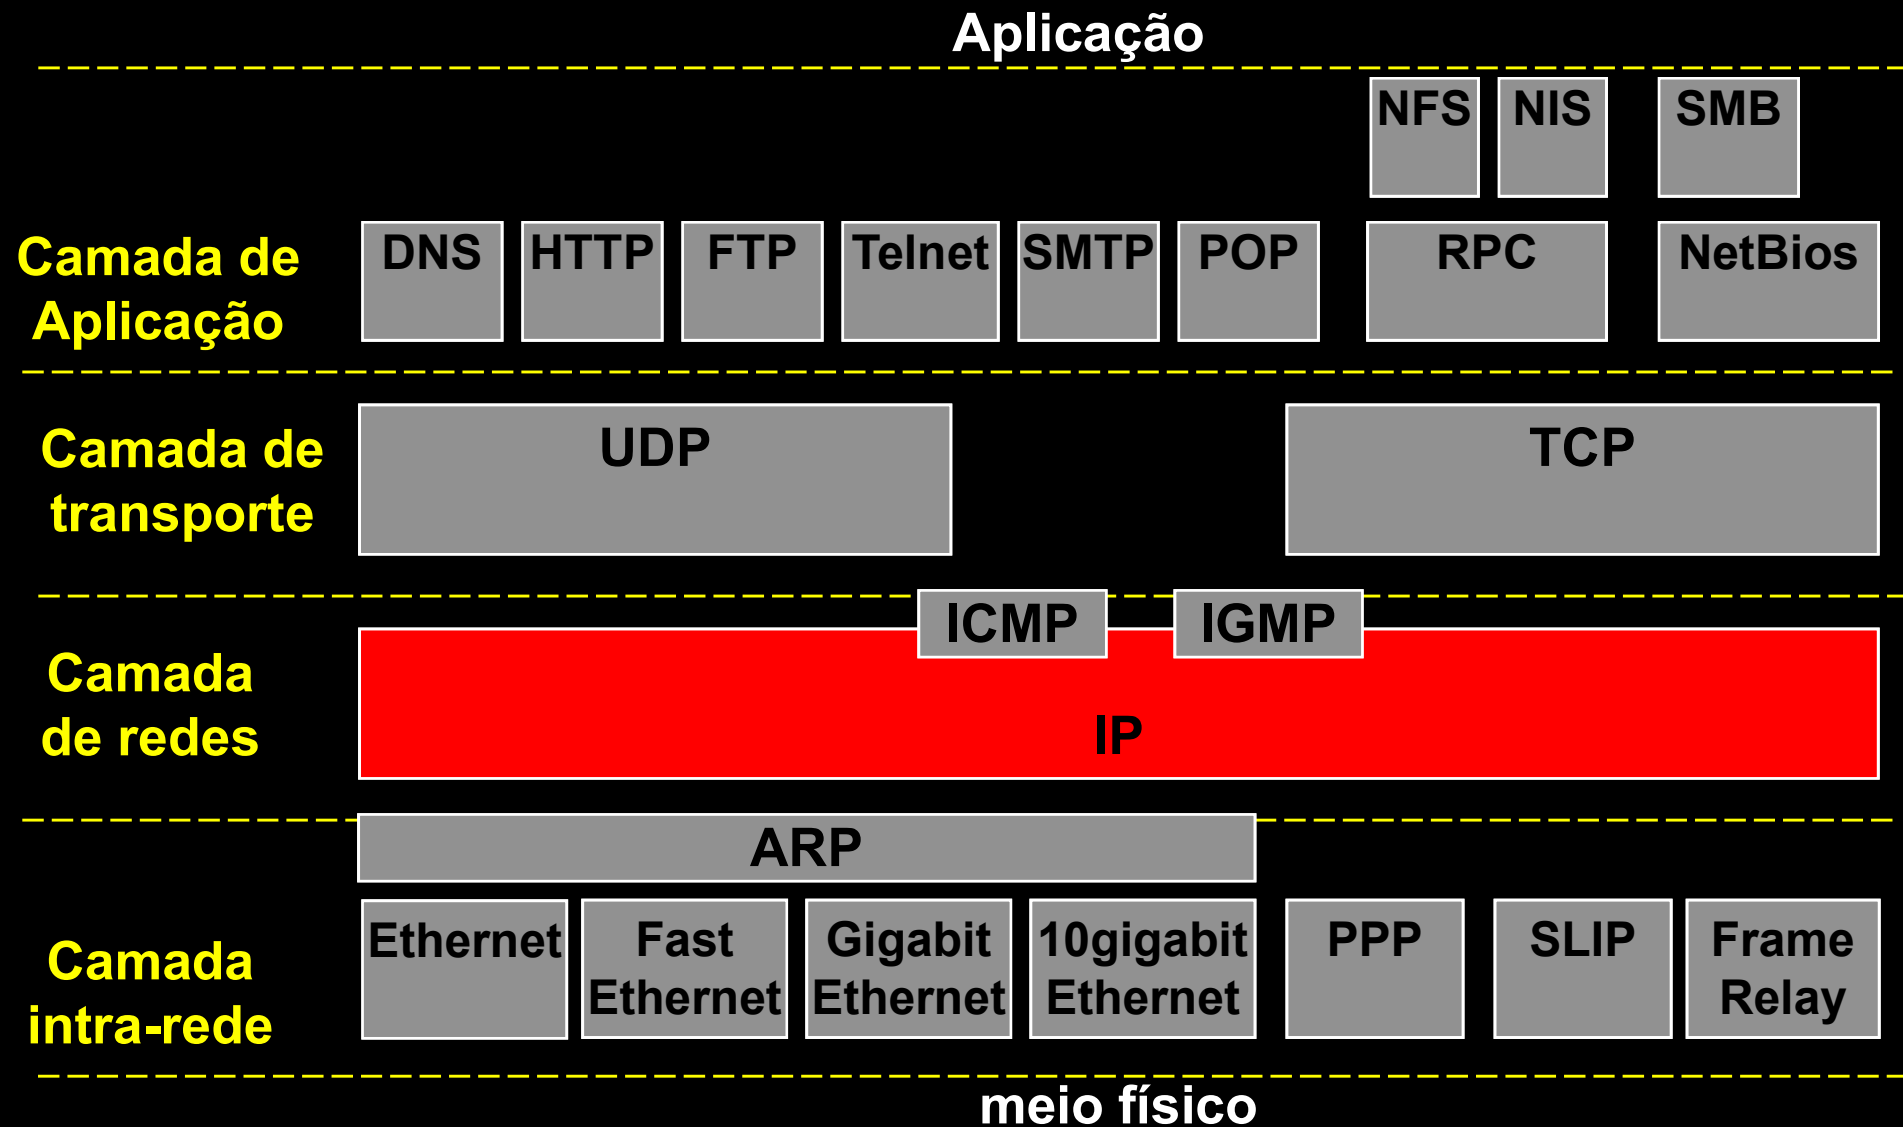 Aplicação
NFS NIS SMB
Camada de
Aplicação
DNS HTTP FTP Telnet SMTP POP RPC NetBios
Camada de
transporte
UDP TCP
ICMP IGMP
Camada
de redes
IP
ARP
Camada
intra-rede
Ethernet
Fast
Ethernet
Gigabit
Ethernet
10gigabit
Ethernet
PPP
SLIP
Frame
Relay
meio físico